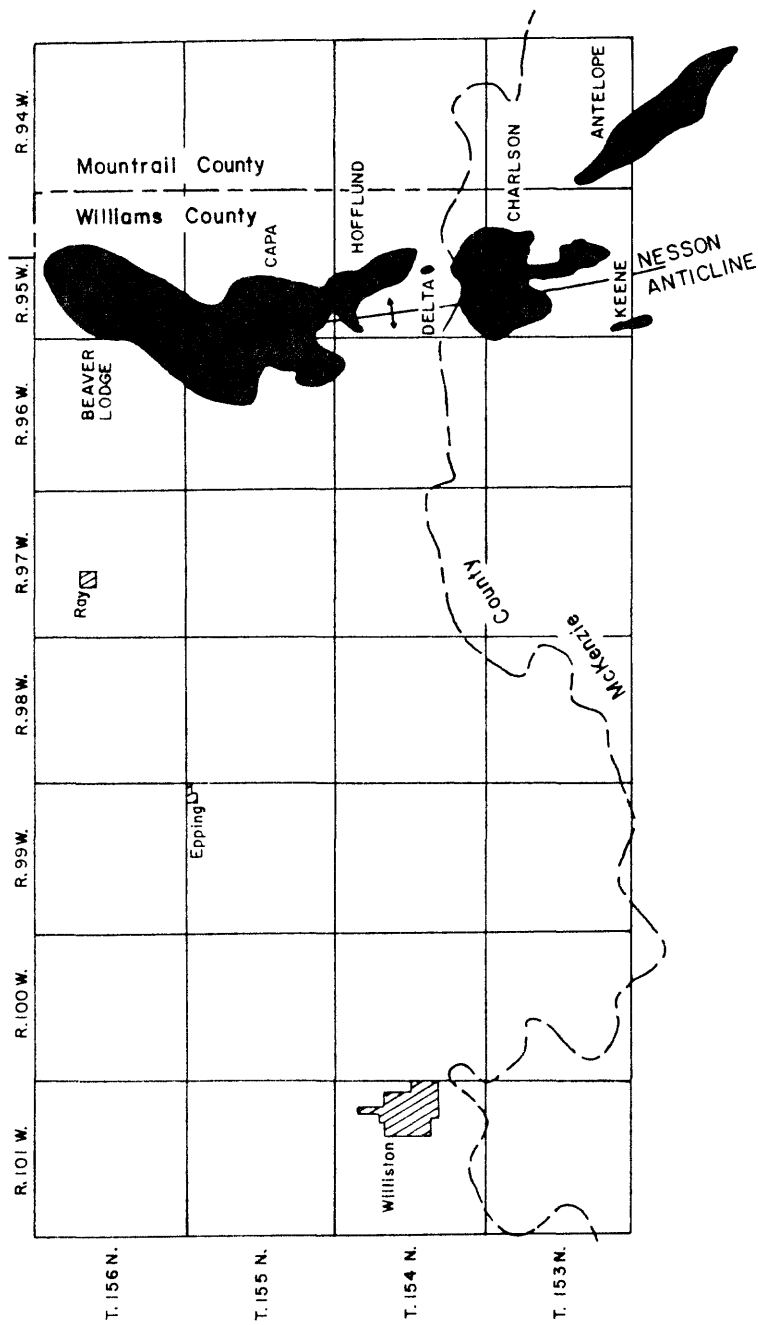 R. 101 W.
R. 100 W.
R. 99 W.
R. 98 W.
R. 97 W.
R. 96 W.
R. 95 W.
R. 94 W.
T. 156 N.
T. 155 N.
T. 154 N.
T. 153 N.
Ray
BEAVER
LODGE
Williams County
Mountrail County
Epping
CAPA
HOFFLUND
Williston
DELTA
County
McKenzie
CHARLSON
KEENE
NESSON
ANTICLINE
ANTELOPE